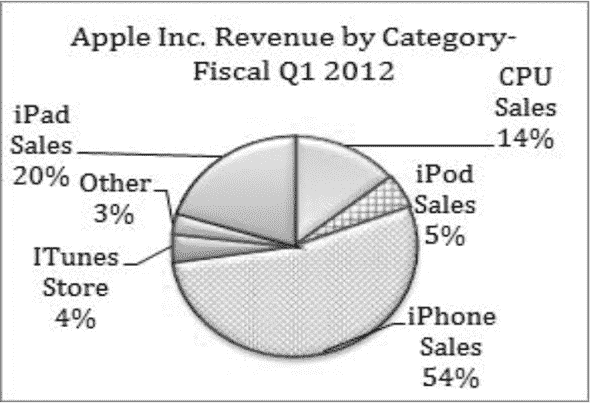 Apple Inc. Revenue by Category-
Fiscal Q1 2012
CPU
Sales
14%
iPod
Sales
5%
iPhone
Sales
54%
ITunes
Store
4%
Other
3%
iPad
Sales
20%